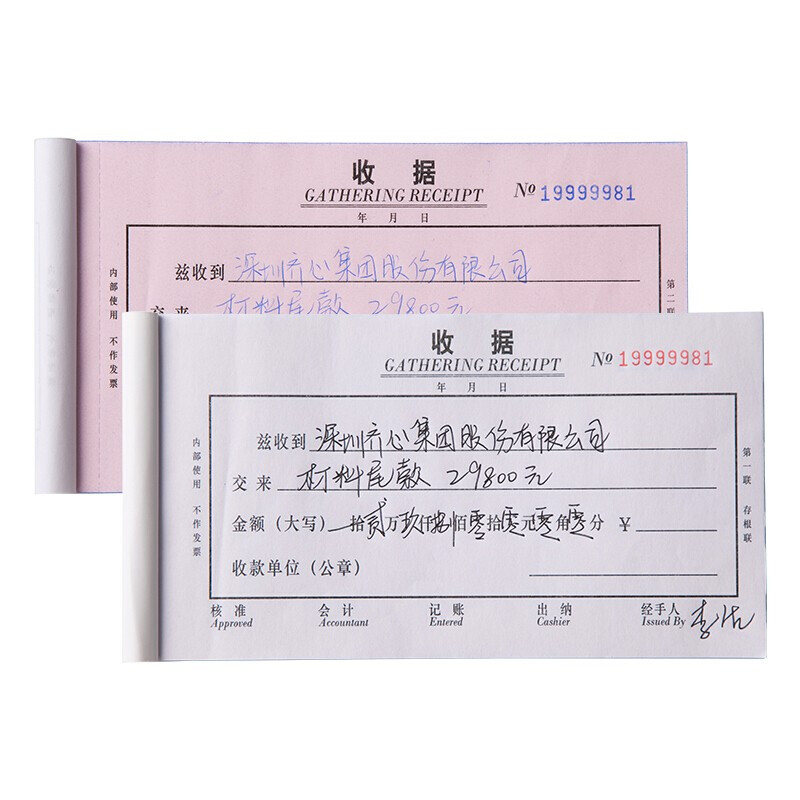 收据
GATHERING RECEIPT
No 19999981
年 月 日
兹收到 深圳齐心集团股份有限公司
交来 材料尾款 29800元
内部使用 不作发票
第二联
收据
GATHERING RECEIPT
No 19999981
年 月 日
兹收到 深圳齐心集团股份有限公司
交来 材料尾款 29800元
金额（大写） 拾贰万玖仟捌佰零拾零元零角零分 ¥
收款单位（公章）
内部使用 不作发票
第一联 存根联
核准 会计 记账 出纳 经手人
Approved Accountant Entered Cashier Issued By